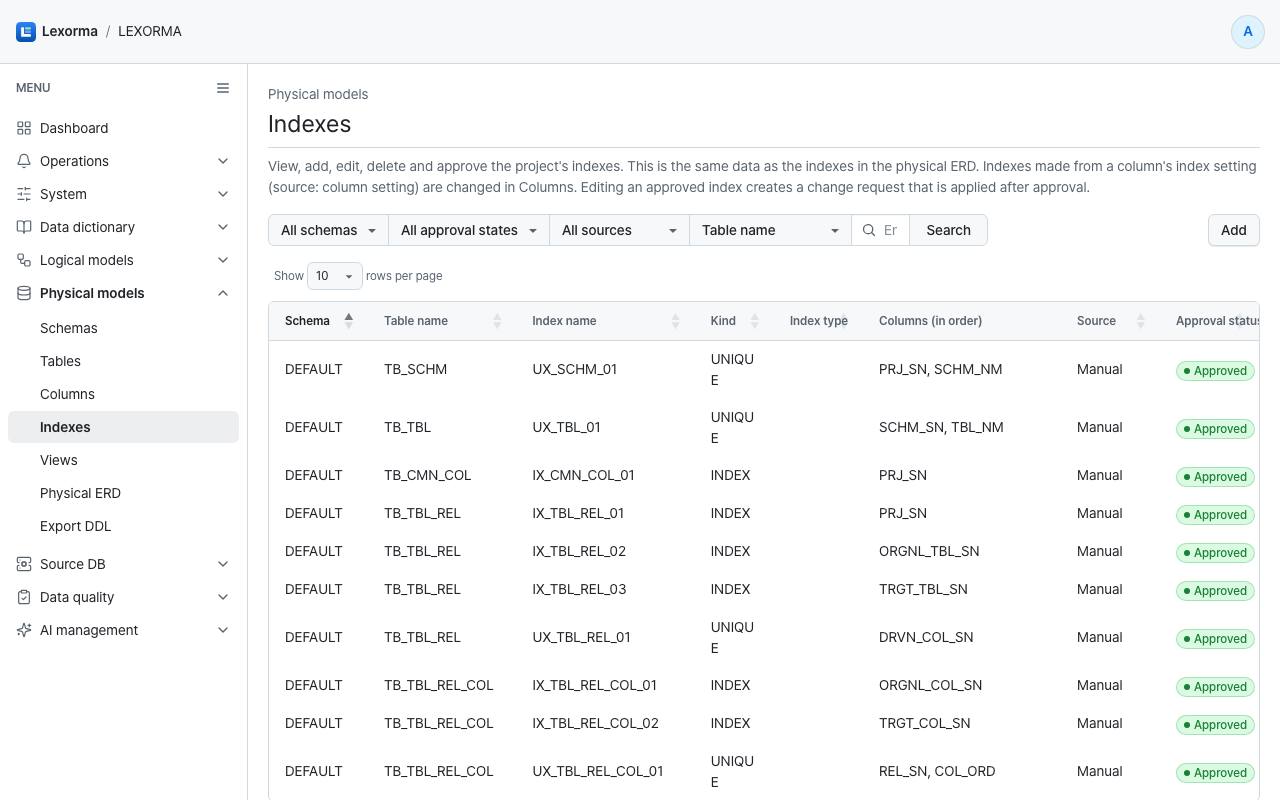 Lexorma / LEXORMA
A
MENU
Dashboard
Operations
System
Data dictionary
Logical models
Physical models
Schemas
Tables
Columns
Indexes
Views
Physical ERD
Export DDL
Source DB
Data quality
AI management
Physical models
Indexes
View, add, edit, delete and approve the project's indexes. This is the same data as the indexes in the physical ERD. Indexes made from a column's index setting
(source: column setting) are changed in Columns. Editing an approved index creates a change request that is applied after approval.
All schemas All approval states All sources Table name Er Search Add
Show 10 rows per page
Schema Table name Index name Kind Index type Columns (in order) Source Approval status
DEFAULT TB_SCHM UX_SCHM_01 UNIQU
E PRJ_SN, SCHM_NM Manual Approved
DEFAULT TB_TBL UX_TBL_01 UNIQU
E SCHM_SN, TBL_NM Manual Approved
DEFAULT TB_CMN_COL IX_CMN_COL_01 INDEX PRJ_SN Manual Approved
DEFAULT TB_TBL_REL IX_TBL_REL_01 INDEX PRJ_SN Manual Approved
DEFAULT TB_TBL_REL IX_TBL_REL_02 INDEX ORGNL_TBL_SN Manual Approved
DEFAULT TB_TBL_REL IX_TBL_REL_03 INDEX TRGT_TBL_SN Manual Approved
DEFAULT TB_TBL_REL UX_TBL_REL_01 UNIQU
E DRVN_COL_SN Manual Approved
DEFAULT TB_TBL_REL_COL IX_TBL_REL_COL_01 INDEX ORGNL_COL_SN Manual Approved
DEFAULT TB_TBL_REL_COL IX_TBL_REL_COL_02 INDEX TRGT_COL_SN Manual Approved
DEFAULT TB_TBL_REL_COL UX_TBL_REL_COL_01 UNIQU
E REL_SN, COL_ORD Manual Approved